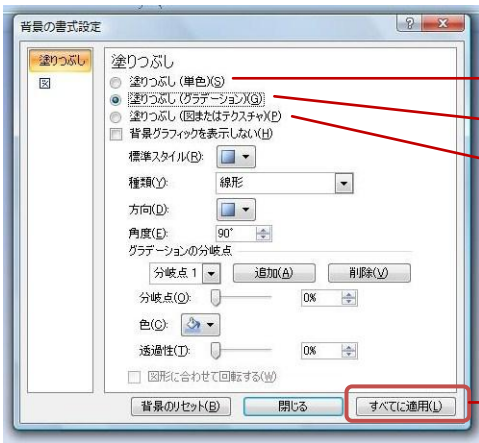 背景の書式設定
塗りつぶし
図
塗りつぶし
塗りつぶし (単色)(S)
塗りつぶし (グラデーション)(G)
塗りつぶし (図またはテクスチャ)(P)
背景グラフィックを表示しない(H)
標準スタイル(R):
種類(Y): 線形
方向(D):
角度(E): 90°
グラデーションの分岐点
分岐点 1 追加(A) 削除(V)
分岐点(O): 0%
色(C):
透過性(T): 0%
図形に合わせて回転する(W)
背景のリセット(B) 閉じる すべてに適用(L)